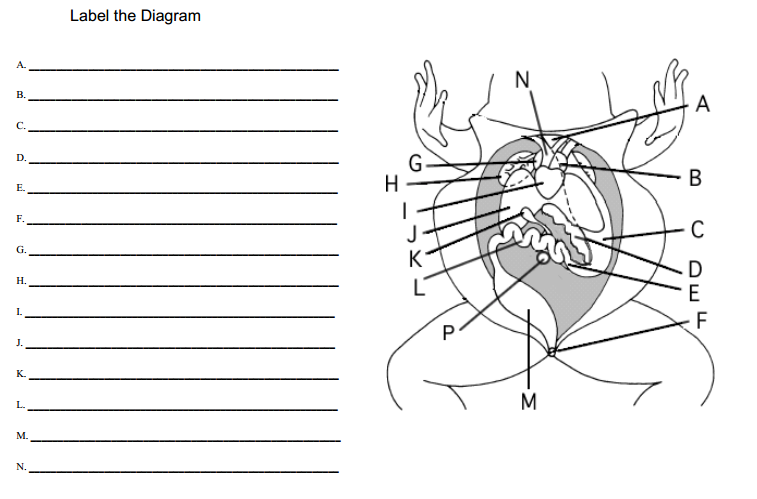 Label the Diagram
A.
B.
C.
D.
E.
F.
G.
H.
I.
J.
K.
L.
M.
N.
N
A
G
B
H
I
J
C
K
D
L
E
P
F
M